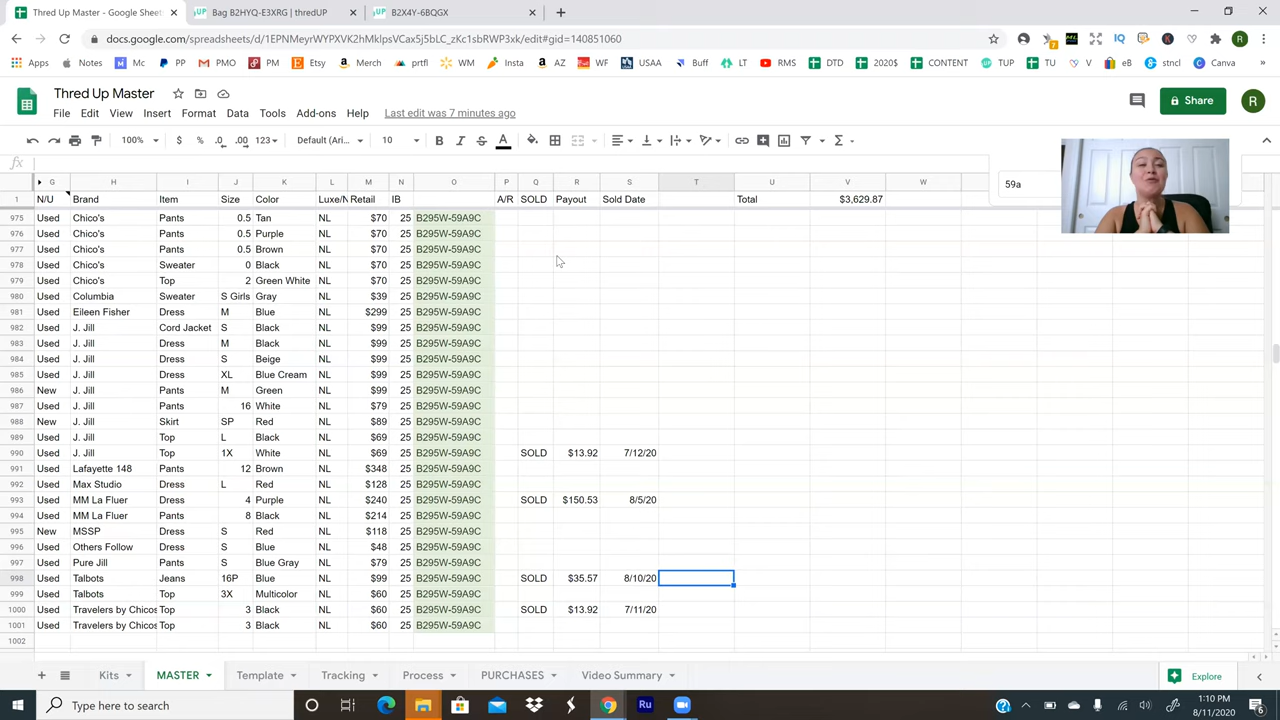 Thred Up Master - Google Sheets
Bag B2HYQ-E3XRG | thredUP
B2X4Y-6BQGX
docs.google.com/spreadsheets/d/1EPNMeyrWYPXVK2hMklpsVCax5j5bLC_zKc1sbRWP3xk/edit#gid=140851060
Apps Notes Mc PP PMO PM Etsy Merch prtfl WM Insta AZ WF USAA Buff LT RMS DTD 2020$ CONTENT TUP TU V eB stncl Canva
Thred Up Master
File Edit View Insert Format Data Tools Add-ons Help Last edit was 7 minutes ago
Share
R
100% $ % .0 .00 123 Default (Ari... 10 B I S A
fx
59a
G H I J K L M N O P Q R S T U V W
1 N/U Brand Item Size Color Luxe/N Retail IB A/R SOLD Payout Sold Date Total $3,629.87
975 Used Chico's Pants 0.5 Tan NL $70 25 B295W-59A9C
976 Used Chico's Pants 0.5 Purple NL $70 25 B295W-59A9C
977 Used Chico's Pants 0.5 Brown NL $70 25 B295W-59A9C
978 Used Chico's Sweater 0 Black NL $70 25 B295W-59A9C
979 Used Chico's Top 2 Green White NL $70 25 B295W-59A9C
980 Used Columbia Sweater S Girls Gray NL $39 25 B295W-59A9C
981 Used Eileen Fisher Dress M Blue NL $299 25 B295W-59A9C
982 Used J. Jill Cord Jacket S Black NL $99 25 B295W-59A9C
983 Used J. Jill Dress M Black NL $99 25 B295W-59A9C
984 Used J. Jill Dress S Beige NL $99 25 B295W-59A9C
985 Used J. Jill Dress XL Blue Cream NL $99 25 B295W-59A9C
986 New J. Jill Pants M Green NL $99 25 B295W-59A9C
987 Used J. Jill Pants 16 White NL $79 25 B295W-59A9C
988 New J. Jill Skirt SP Red NL $89 25 B295W-59A9C
989 Used J. Jill Top L Black NL $69 25 B295W-59A9C
990 Used J. Jill Top 1X White NL $69 25 B295W-59A9C SOLD $13.92 7/12/20
991 Used Lafayette 148 Pants 12 Brown NL $348 25 B295W-59A9C
992 Used Max Studio Dress L Red NL $128 25 B295W-59A9C
993 Used MM La Fluer Dress 4 Purple NL $240 25 B295W-59A9C SOLD $150.53 8/5/20
994 Used MM La Fluer Pants 8 Black NL $214 25 B295W-59A9C
995 New MSSP Dress S Red NL $118 25 B295W-59A9C
996 Used Others Follow Dress S Blue NL $48 25 B295W-59A9C
997 Used Pure Jill Pants S Blue Gray NL $79 25 B295W-59A9C
998 Used Talbots Jeans 16P Blue NL $99 25 B295W-59A9C SOLD $35.57 8/10/20
999 Used Talbots Top 3X Multicolor NL $60 25 B295W-59A9C
1000 Used Travelers by Chicos Top 3 Black NL $60 25 B295W-59A9C SOLD $13.92 7/11/20
1001 Used Travelers by Chicos Top 3 Black NL $60 25 B295W-59A9C
1002
Kits MASTER Template Tracking Process PURCHASES Video Summary Explore
Type here to search
Ru
1:10 PM
8/11/2020